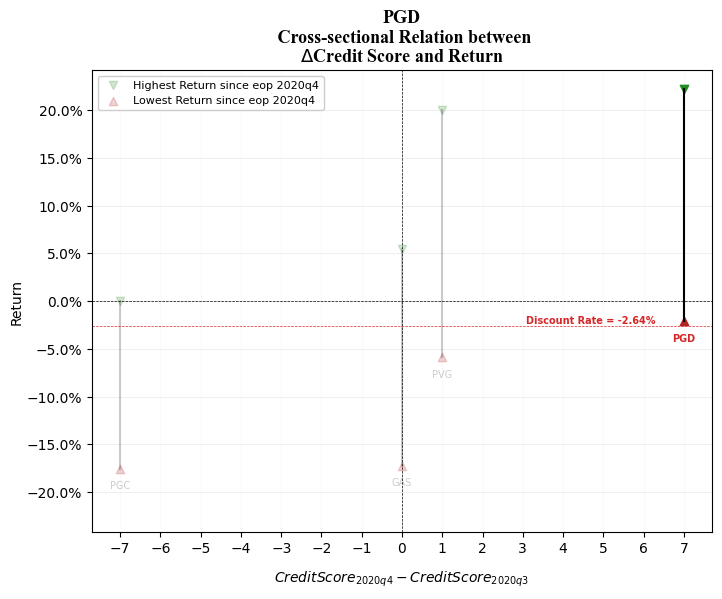 PGD
Cross-sectional Relation between
ΔCredit Score and Return
Highest Return since eop 2020q4
Lowest Return since eop 2020q4
20.0%
15.0%
10.0%
5.0%
0.0%
−5.0%
−10.0%
−15.0%
−20.0%
Return
Discount Rate = -2.64%
PGD
PVG
GAS
PGC
−7 −6 −5 −4 −3 −2 −1 0 1 2 3 4 5 6 7
CreditScore2020q4 − CreditScore2020q3